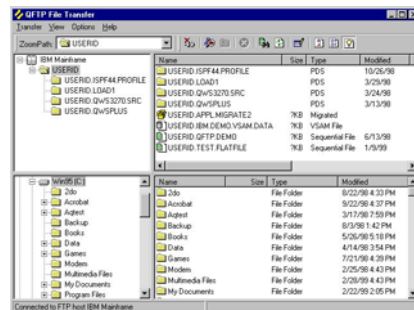 QFTP File Transfer
Transfer View Options Help
ZoomPath: USERID
IBM Mainframe
USERID
USERID.ISPF44.PROFILE
USERID.LOAD1
USERID.QWS3270.SRC
USERID.QWSPLUS
Name Size Type Modified
USERID.ISPF44.PROFILE PDS 10/26/98
USERID.LOAD1 PDS 3/29/98
USERID.QWS3270.SRC PDS 3/24/98
USERID.QWSPLUS PDS 3/13/98
USERID.APPL.MIGRATE2 ?KB Migrated
USERID.IBM.DEMO.VSAM.DATA ?KB VSAM File
USERID.QFTP.DEMO ?KB Sequential File 6/13/98
USERID.TEST.FLATFILE ?KB Sequential File 1/9/99
Win95 (C:)
2do
Acrobat
Aqtest
Backup
Books
Data
Games
Modem
Multimedia Files
My Documents
Program Files
Name Size Type Modified
2do File Folder 8/22/98 4:33 PM
Acrobat File Folder 9/22/98 4:37 PM
Aqtest File Folder 3/17/98 7:59 PM
Backup File Folder 8/3/98 1:42 PM
Books File Folder 5/26/98 5:18 PM
Data File Folder 4/14/98 3:54 PM
Games File Folder 7/21/98 4:39 PM
Modem File Folder 2/25/98 4:43 PM
Multimedia Files File Folder 2/28/99 4:43 PM
My Documents File Folder 2/22/99 2:05 PM
Connected to FTP host IBM Mainframe